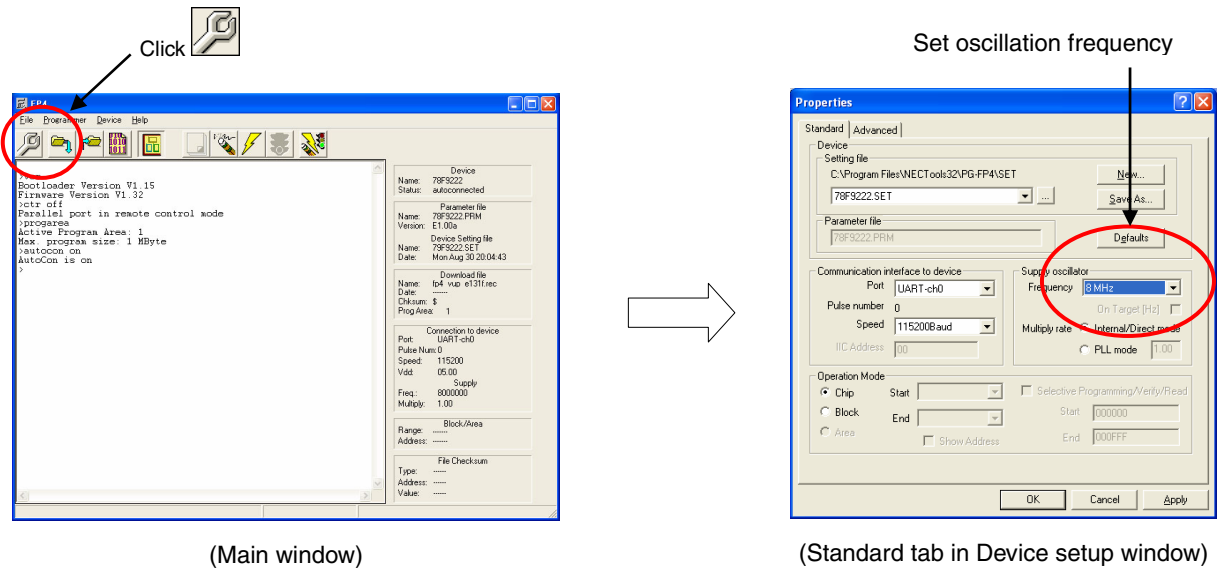 Click
Set oscillation frequency
FP4
File Programmer Device Help
Bootloader Version V1.15
Firmware Version V1.32
>ctr off
Parallel port in remote control mode
>progarea
Active Program Area: 1
Max. program size: 1 MByte
>autocon on
AutoCon is on
>
Device
Name: 78F9222
Status: autoconnected
Parameter file
Name: 78F9222.PRM
Version: E1.00a
Device Setting file
Name: 79F9222.SET
Date: Mon Aug 30 20:04:43
Download file
Name: fp4_vup_e131f.rec
Date: ------
Chksum: $
Prog Area: 1
Connection to device
Port: UART-ch0
Pulse Num: 0
Speed: 115200
Vdd: 05.00
Supply
Freq.: 8000000
Multiply: 1.00
Block/Area
Range: ------
Address: ------
File Checksum
Type: ------
Address: ------
Value: ------
(Main window)
Properties
Standard Advanced
Device
Setting file
C:\Program Files\NECTools32\PG-FP4\SET
New...
78F9222.SET
...
Save As...
Parameter file
78F9222.PRM
Defaults
Communication interface to device
Port UART-ch0
Pulse number 0
Speed 115200Baud
IIC Address 00
Supply oscillator
Frequency 8 MHz
On Target [Hz]
Multiply rate Internal/Direct mode
PLL mode 1.00
Operation Mode
Chip Start
Block End
Area
Show Address
Selective Programming/Verify/Read
Start 000000
End 000FFF
OK Cancel Apply
(Standard tab in Device setup window)